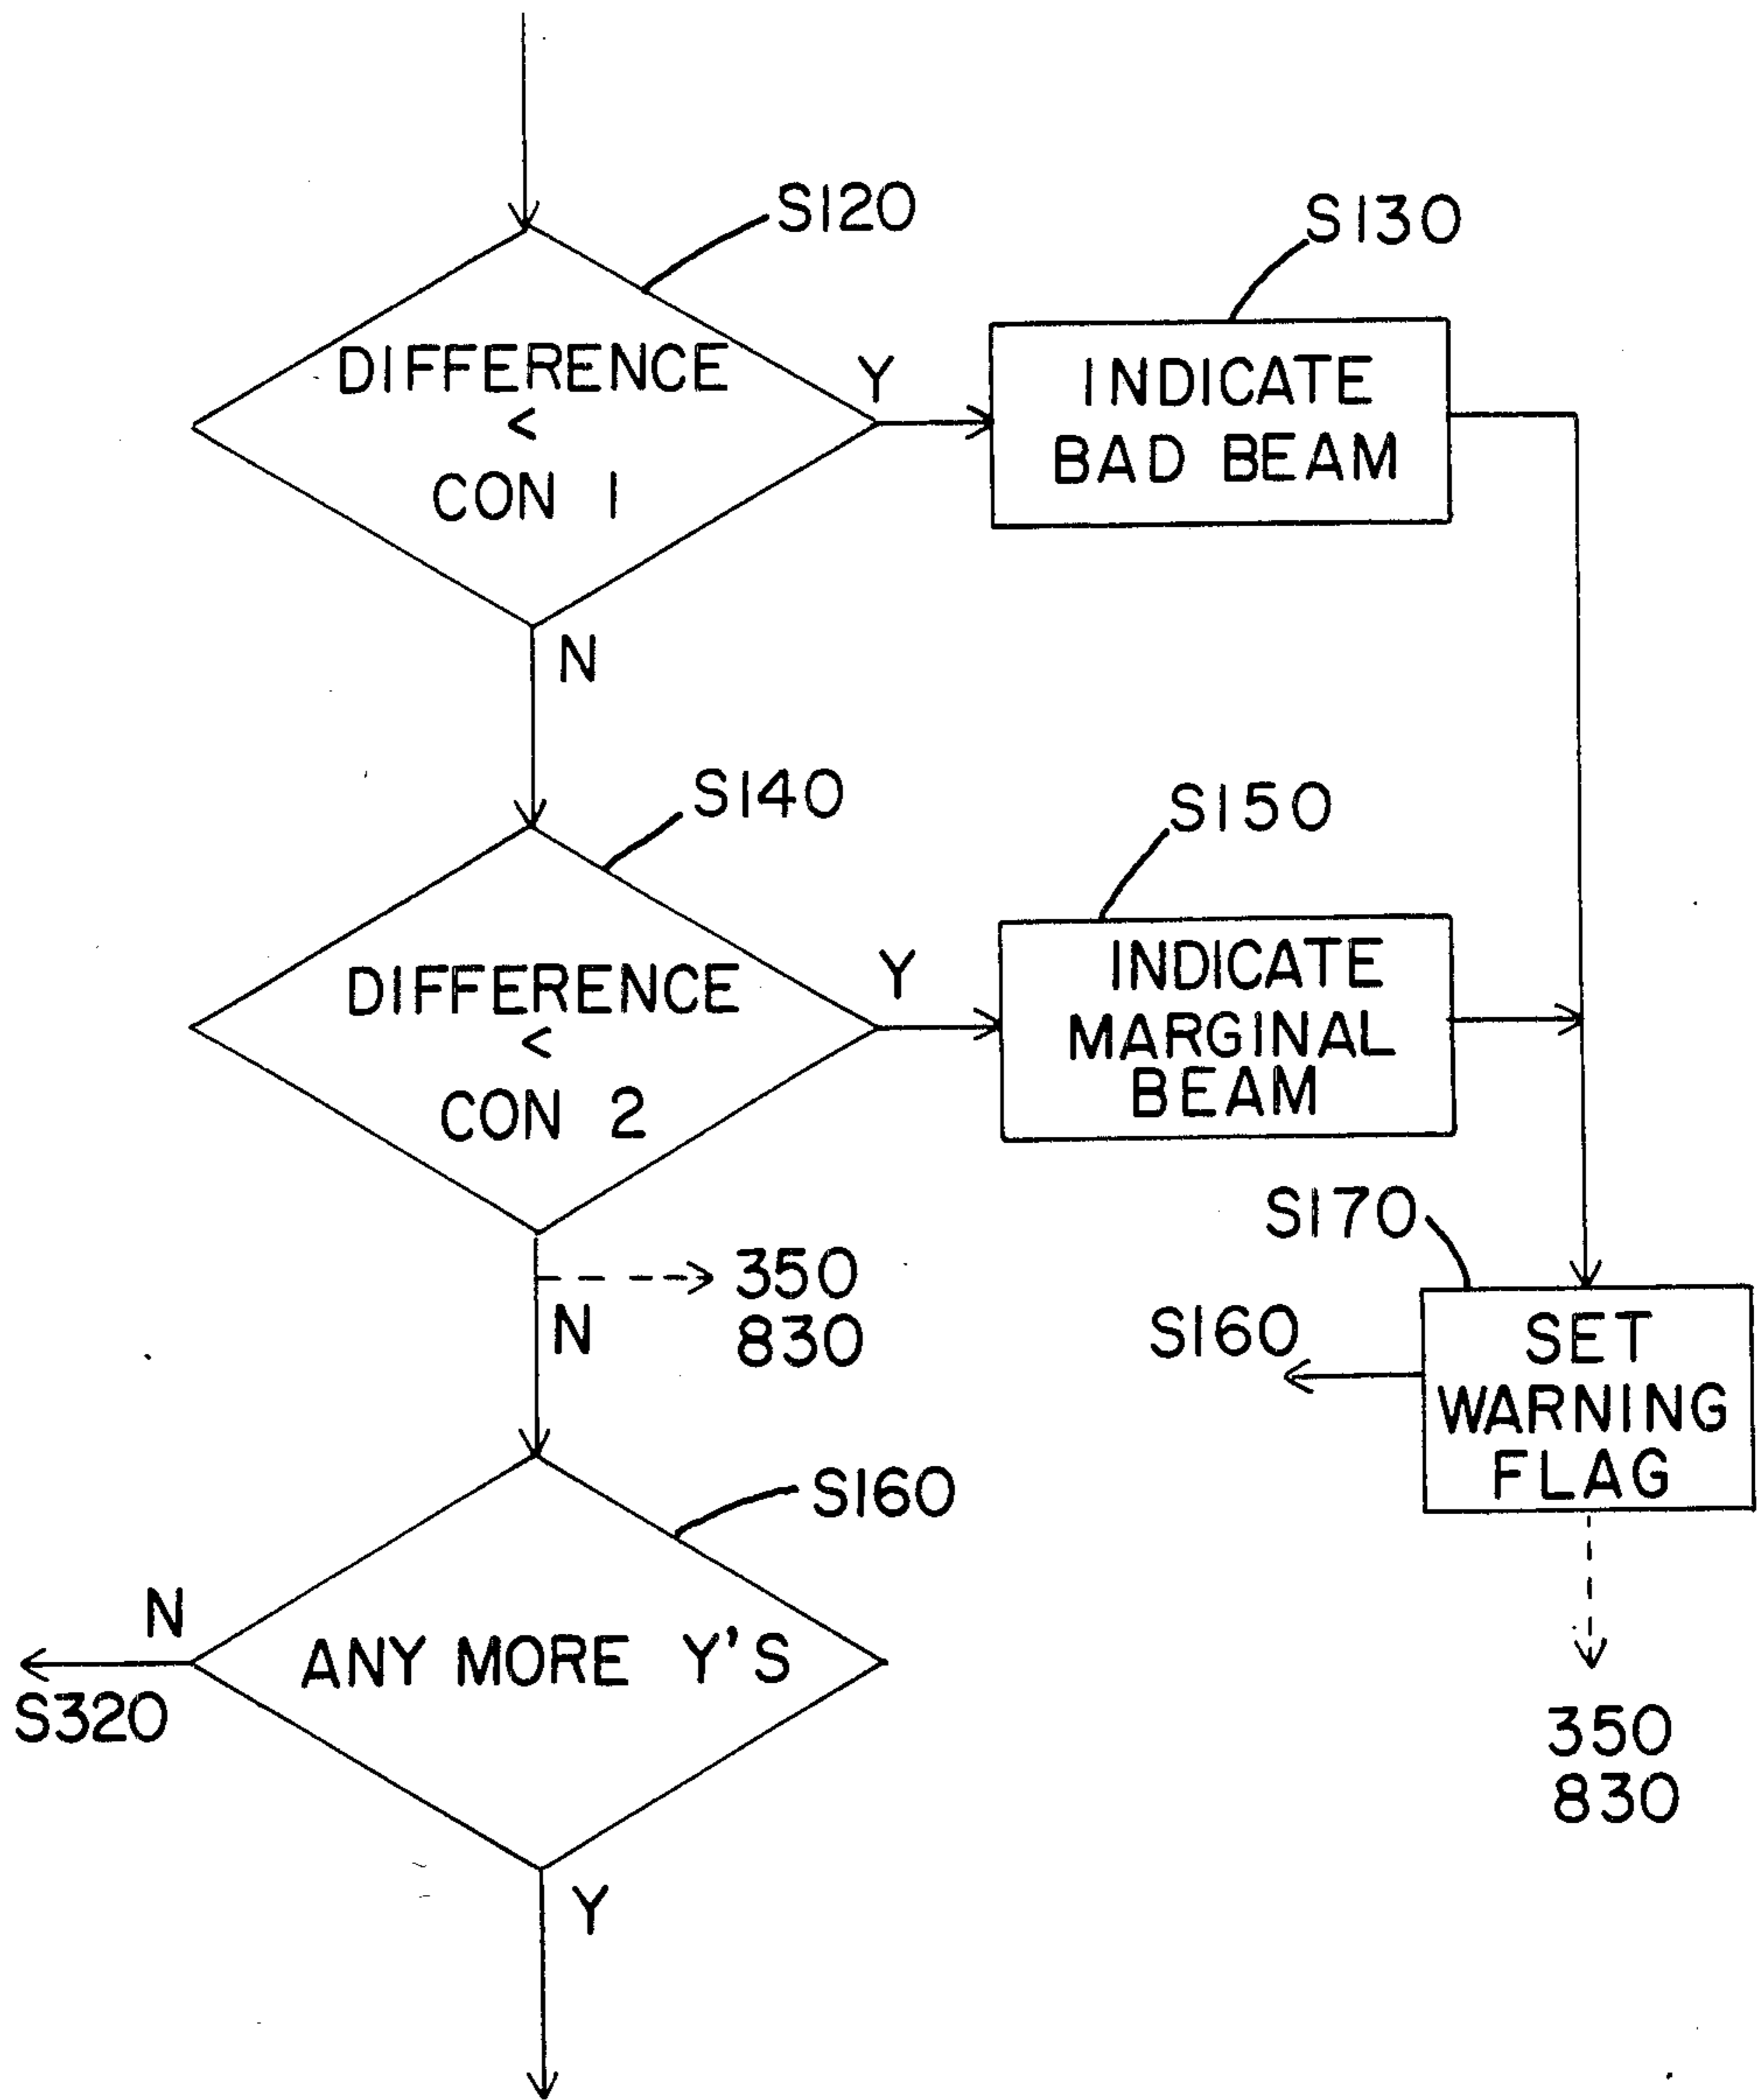 S120
S130
DIFFERENCE
<
CON 1
Y
INDICATE
BAD BEAM
N
S140
S150
DIFFERENCE
<
CON 2
Y
INDICATE
MARGINAL
BEAM
S170
350
830
N
S160
SET
WARNING
FLAG
S160
N
ANY MORE Y'S
S320
350
830
Y